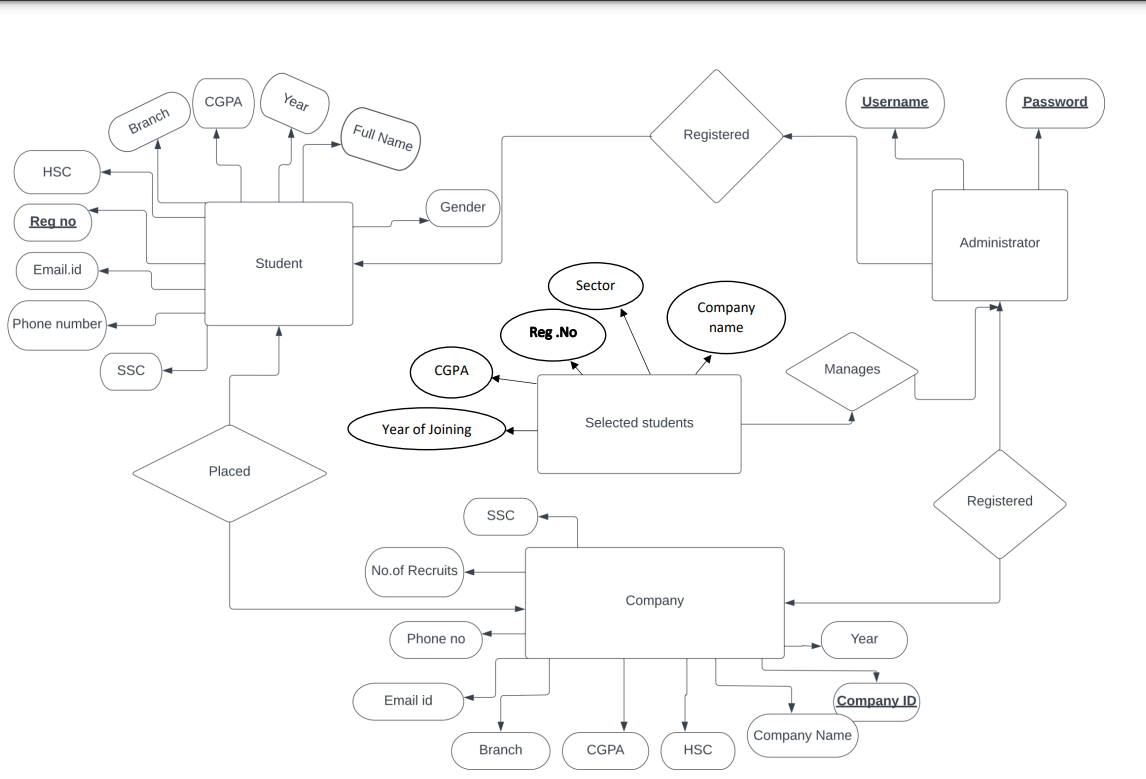 Branch
CGPA
Year
Full Name
Registered
Username
Password
HSC
Reg no
Gender
Email.id
Student
Administrator
Phone number
SSC
Sector
Company
name
Reg .No
CGPA
Manages
Year of Joining
Selected students
Placed
Registered
SSC
No.of Recruits
Company
Phone no
Year
Email id
Company ID
Branch
CGPA
HSC
Company Name